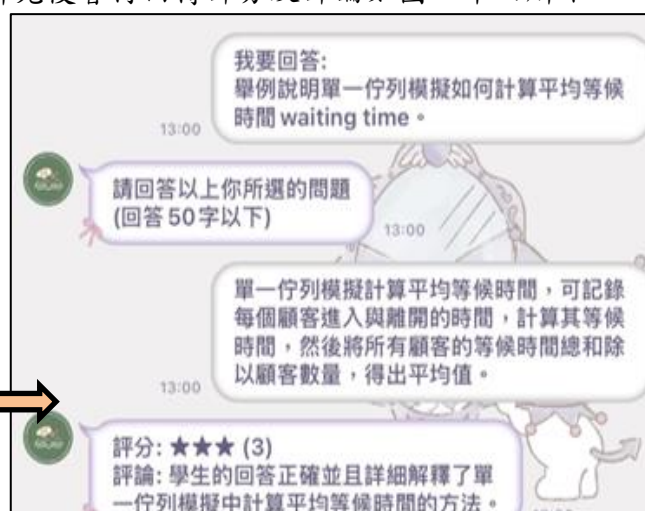 我要回答:
舉例說明單一佇列模擬如何計算平均等候
時間 waiting time。
13:00
請回答以上你所選的問題
(回答 50 字以下)
13:00
單一佇列模擬計算平均等候時間，可記錄
每個顧客進入與離開的時間，計算其等候
時間，然後將所有顧客的等候時間總和除
以顧客數量，得出平均值。
13:00
評分: ★★★ (3)
評論: 學生的回答正確並且詳細解釋了單
一佇列模擬中計算平均等候時間的方法。